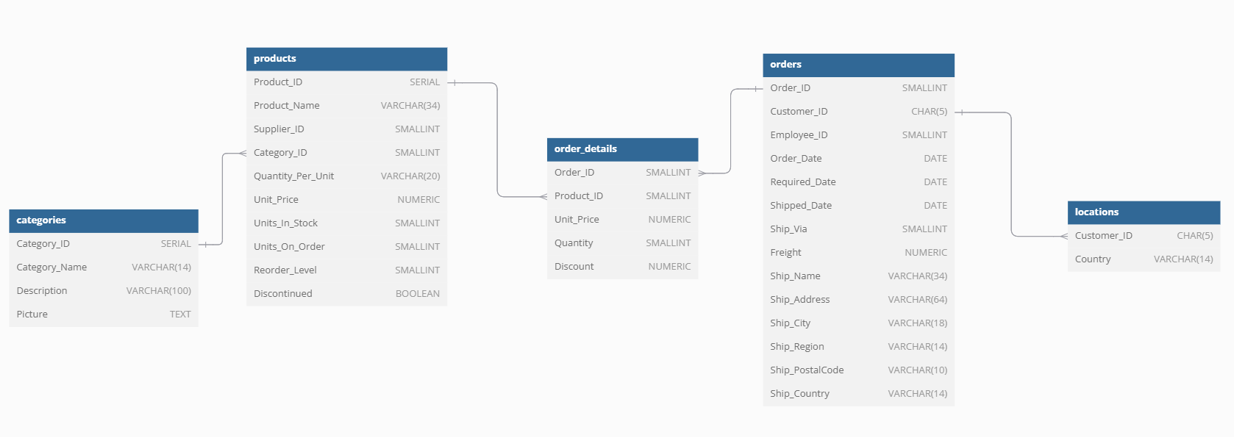 categories
Category_ID SERIAL
Category_Name VARCHAR(14)
Description VARCHAR(100)
Picture TEXT
products
Product_ID SERIAL
Product_Name VARCHAR(34)
Supplier_ID SMALLINT
Category_ID SMALLINT
Quantity_Per_Unit VARCHAR(20)
Unit_Price NUMERIC
Units_In_Stock SMALLINT
Units_On_Order SMALLINT
Reorder_Level SMALLINT
Discontinued BOOLEAN
order_details
Order_ID SMALLINT
Product_ID SMALLINT
Unit_Price NUMERIC
Quantity SMALLINT
Discount NUMERIC
orders
Order_ID SMALLINT
Customer_ID CHAR(5)
Employee_ID SMALLINT
Order_Date DATE
Required_Date DATE
Shipped_Date DATE
Ship_Via SMALLINT
Freight NUMERIC
Ship_Name VARCHAR(34)
Ship_Address VARCHAR(64)
Ship_City VARCHAR(18)
Ship_Region VARCHAR(14)
Ship_PostalCode VARCHAR(10)
Ship_Country VARCHAR(14)
locations
Customer_ID CHAR(5)
Country VARCHAR(14)